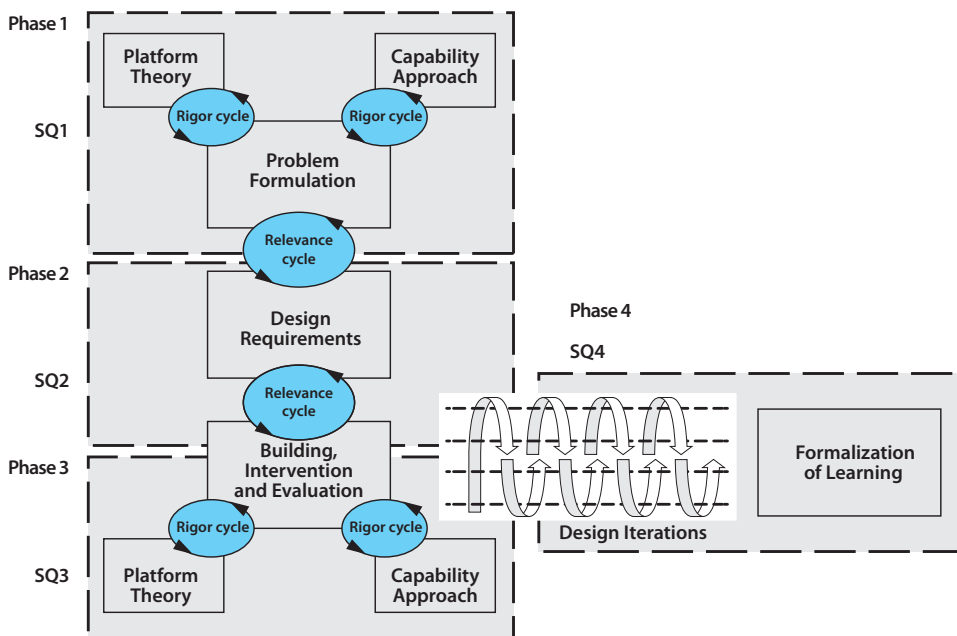 Phase 1
Platform
Theory
Capability
Approach
Rigor cycle
Rigor cycle
SQ1
Problem
Formulation
Relevance
cycle
Phase 2
Design
Requirements
SQ2
Relevance
cycle
Phase 3
Building,
Intervention
and Evaluation
Rigor cycle
Rigor cycle
SQ3
Platform
Theory
Capability
Approach
Phase 4
SQ4
Design Iterations
Formalization
of Learning